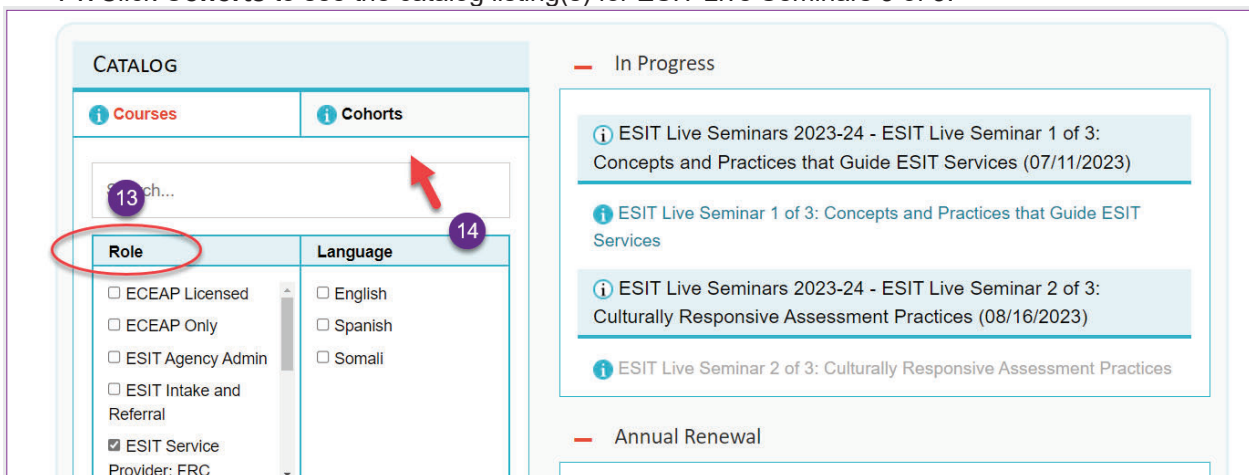 CATALOG
Courses
Cohorts
13
14
Role
Language
ECEAP Licensed
ECEAP Only
ESIT Agency Admin
ESIT Intake and
Referral
ESIT Service
Provider: FRC
English
Spanish
Somali
In Progress
ESIT Live Seminars 2023-24 - ESIT Live Seminar 1 of 3:
Concepts and Practices that Guide ESIT Services (07/11/2023)
ESIT Live Seminar 1 of 3: Concepts and Practices that Guide ESIT
Services
ESIT Live Seminars 2023-24 - ESIT Live Seminar 2 of 3:
Culturally Responsive Assessment Practices (08/16/2023)
ESIT Live Seminar 2 of 3: Culturally Responsive Assessment Practices
Annual Renewal